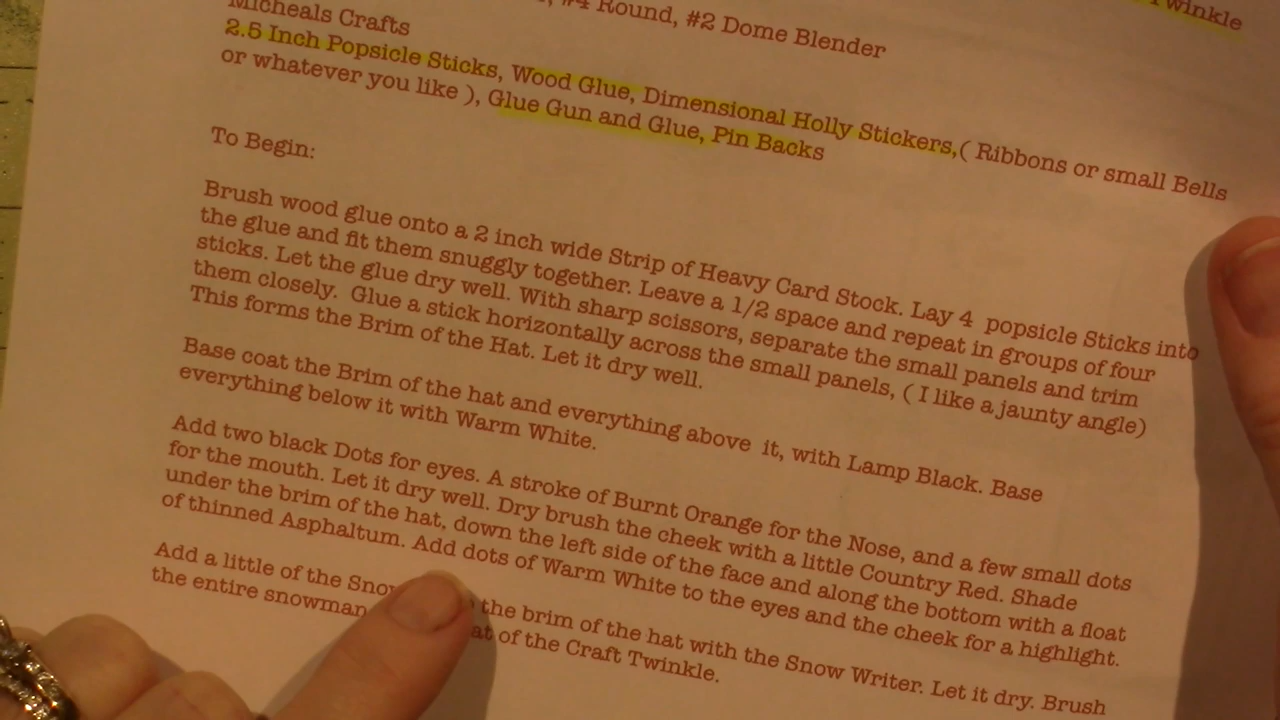 Twinkle
#4 Round, #2 Dome Blender
Micheals Crafts
2.5 Inch Popsicle Sticks, Wood Glue, Dimensional Holly Stickers,( Ribbons or small Bells
or whatever you like ), Glue Gun and Glue, Pin Backs
To Begin:
Brush wood glue onto a 2 inch wide Strip of Heavy Card Stock. Lay 4 popsicle Sticks into
the glue and fit them snuggly together. Leave a 1/2 space and repeat in groups of four
sticks. Let the glue dry well. With sharp scissors, separate the small panels and trim
them closely. Glue a stick horizontally across the small panels, ( I like a jaunty angle)
This forms the Brim of the Hat. Let it dry well.
Base coat the Brim of the hat and everything above it, with Lamp Black. Base
everything below it with Warm White.
Add two black Dots for eyes. A stroke of Burnt Orange for the Nose, and a few small dots
for the mouth. Let it dry well. Dry brush the cheek with a little Country Red. Shade
under the brim of the hat, down the left side of the face and along the bottom with a float
of thinned Asphaltum. Add dots of Warm White to the eyes and the cheek for a highlight.
Add a little of the Snow the brim of the hat with the Snow Writer. Let it dry. Brush
the entire snowman of the Craft Twinkle.